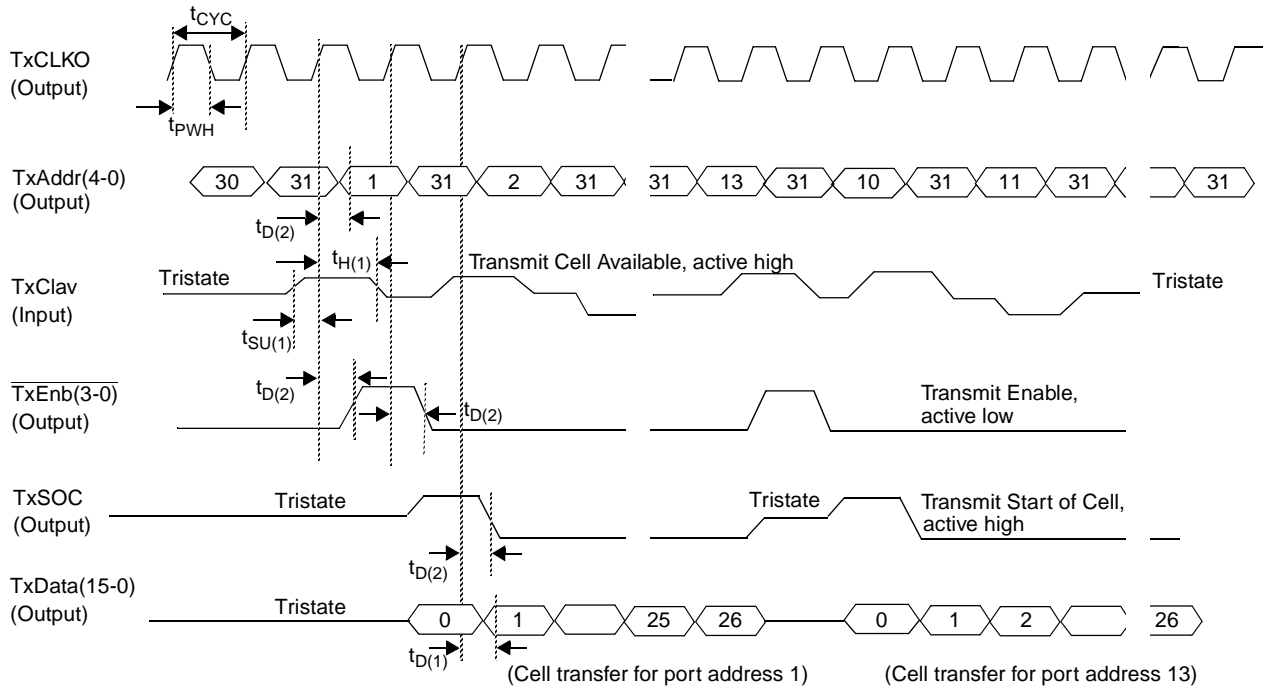 tCYC
TxCLKO
(Output)
tPWH
TxAddr(4-0)
(Output)
30 31 1 31 2 31 31 13 31 10 31 11 31 31
tD(2)
tH(1)
Tristate
Transmit Cell Available, active high
Tristate
TxClav
(Input)
tSU(1)
TxEnb(3-0)
(Output)
tD(2)
tD(2)
Transmit Enable,
active low
TxSOC
(Output)
Tristate
Tristate
Transmit Start of Cell,
active high
tD(2)
TxData(15-0)
(Output)
Tristate
0 1 25 26 0 1 2 26
tD(1)
(Cell transfer for port address 1)
(Cell transfer for port address 13)